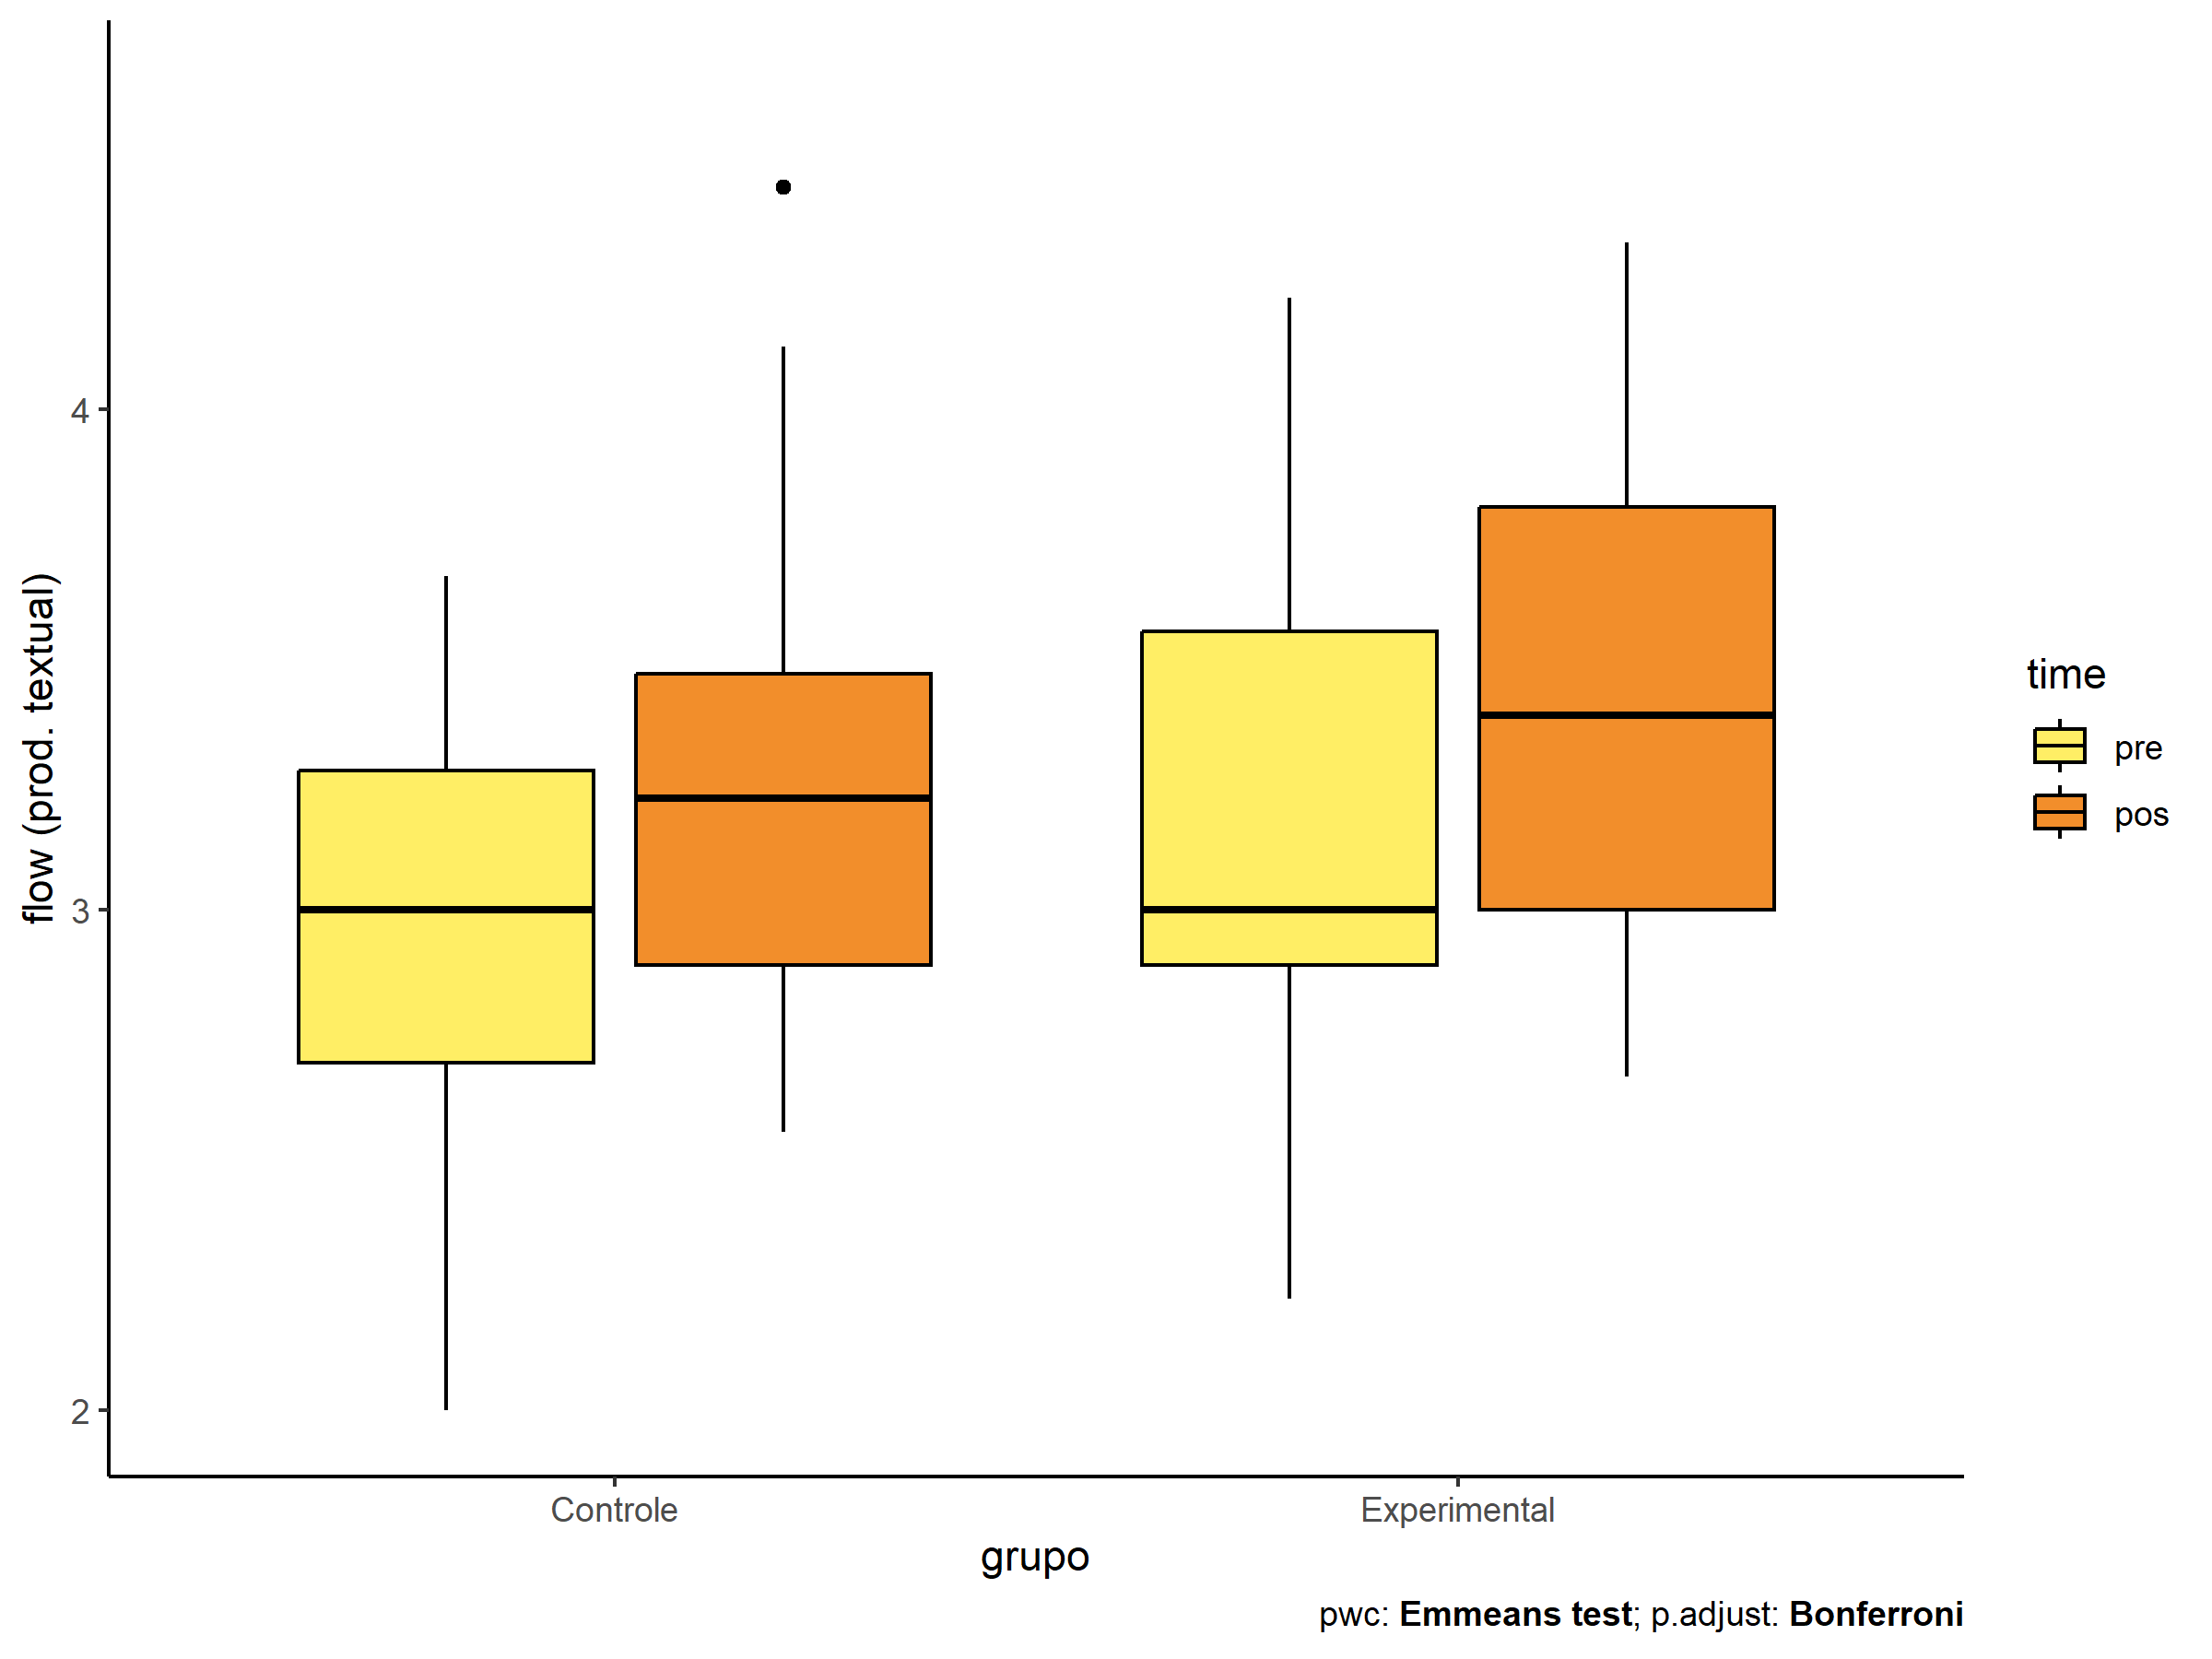 flow (prod. textual)
4
3
2
Controle
Experimental
grupo
time
pre
pos
pwc: Emmeans test; p.adjust: Bonferroni